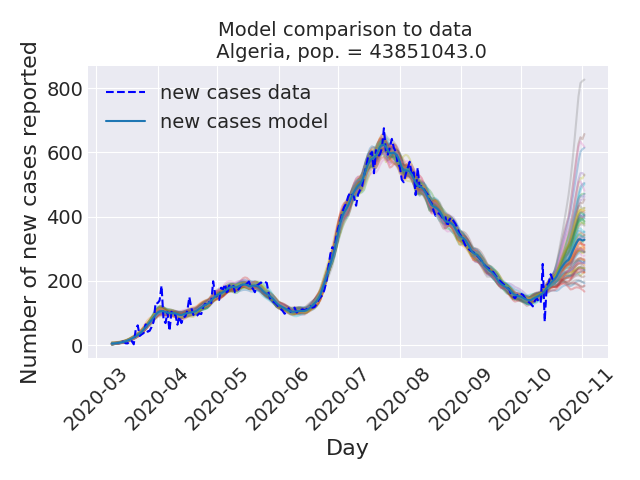 Model comparison to data
Algeria, pop. = 43851043.0
Number of new cases reported
800
600
400
200
0
new cases data
new cases model
2020-03
2020-04
2020-05
2020-06
2020-07
2020-08
2020-09
2020-10
2020-11
Day